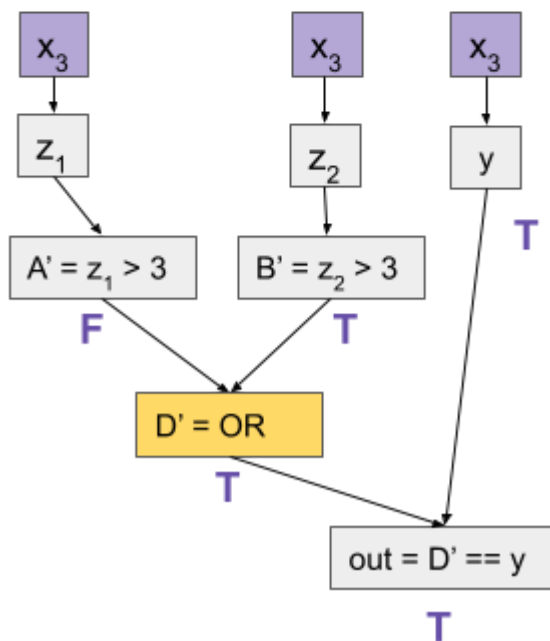 x₃ x₃ x₃
z₁ z₂ y
T
A’ = z₁ > 3 B’ = z₂ > 3
F T
D’ = OR
T
out = D’ == y
T